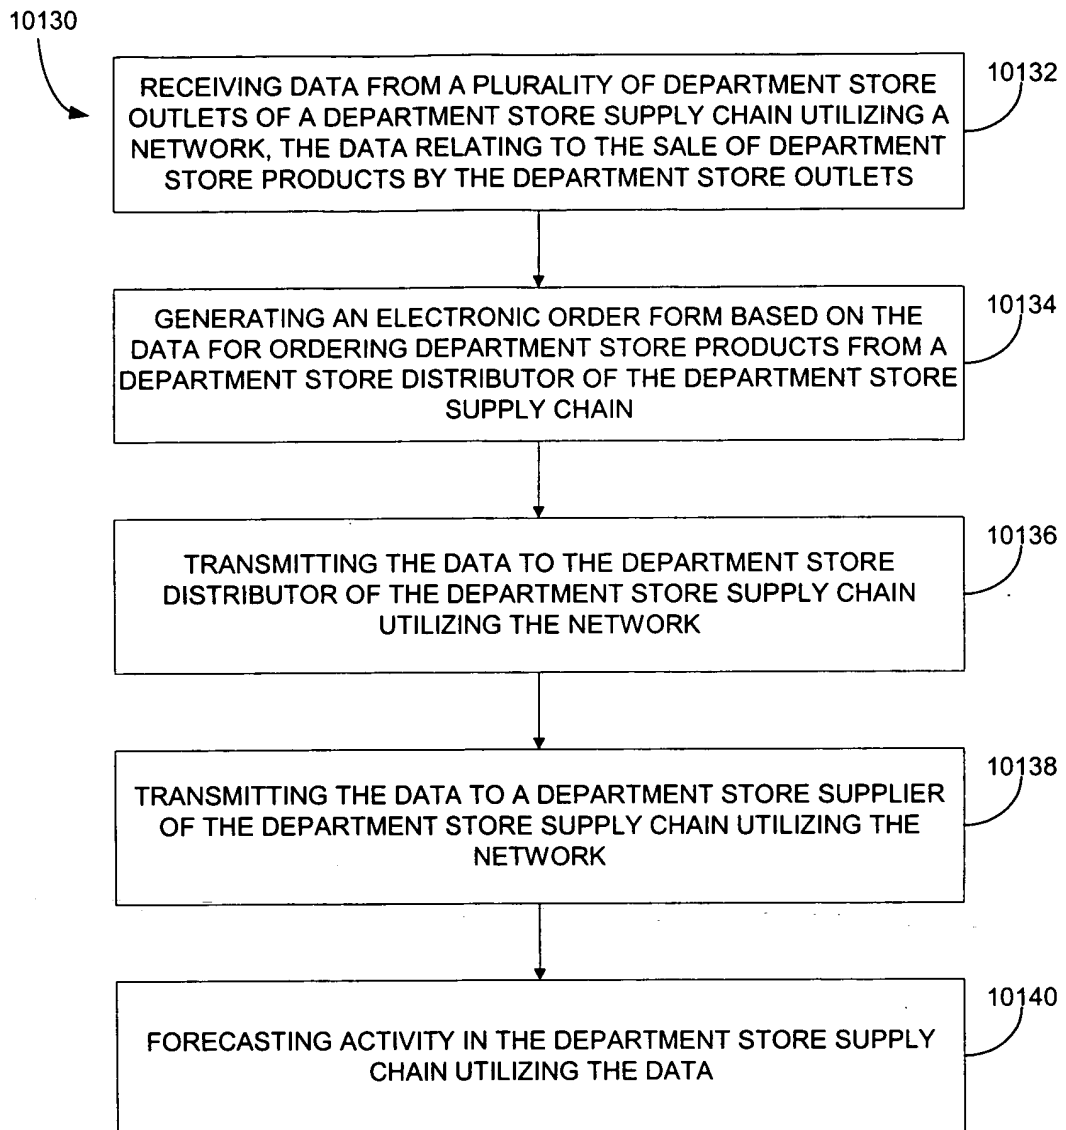 10130
10132
RECEIVING DATA FROM A PLURALITY OF DEPARTMENT STORE
OUTLETS OF A DEPARTMENT STORE SUPPLY CHAIN UTILIZING A
NETWORK, THE DATA RELATING TO THE SALE OF DEPARTMENT
STORE PRODUCTS BY THE DEPARTMENT STORE OUTLETS
10134
GENERATING AN ELECTRONIC ORDER FORM BASED ON THE
DATA FOR ORDERING DEPARTMENT STORE PRODUCTS FROM A
DEPARTMENT STORE DISTRIBUTOR OF THE DEPARTMENT STORE
SUPPLY CHAIN
10136
TRANSMITTING THE DATA TO THE DEPARTMENT STORE
DISTRIBUTOR OF THE DEPARTMENT STORE SUPPLY CHAIN
UTILIZING THE NETWORK
10138
TRANSMITTING THE DATA TO A DEPARTMENT STORE SUPPLIER
OF THE DEPARTMENT STORE SUPPLY CHAIN UTILIZING THE
NETWORK
10140
FORECASTING ACTIVITY IN THE DEPARTMENT STORE SUPPLY
CHAIN UTILIZING THE DATA